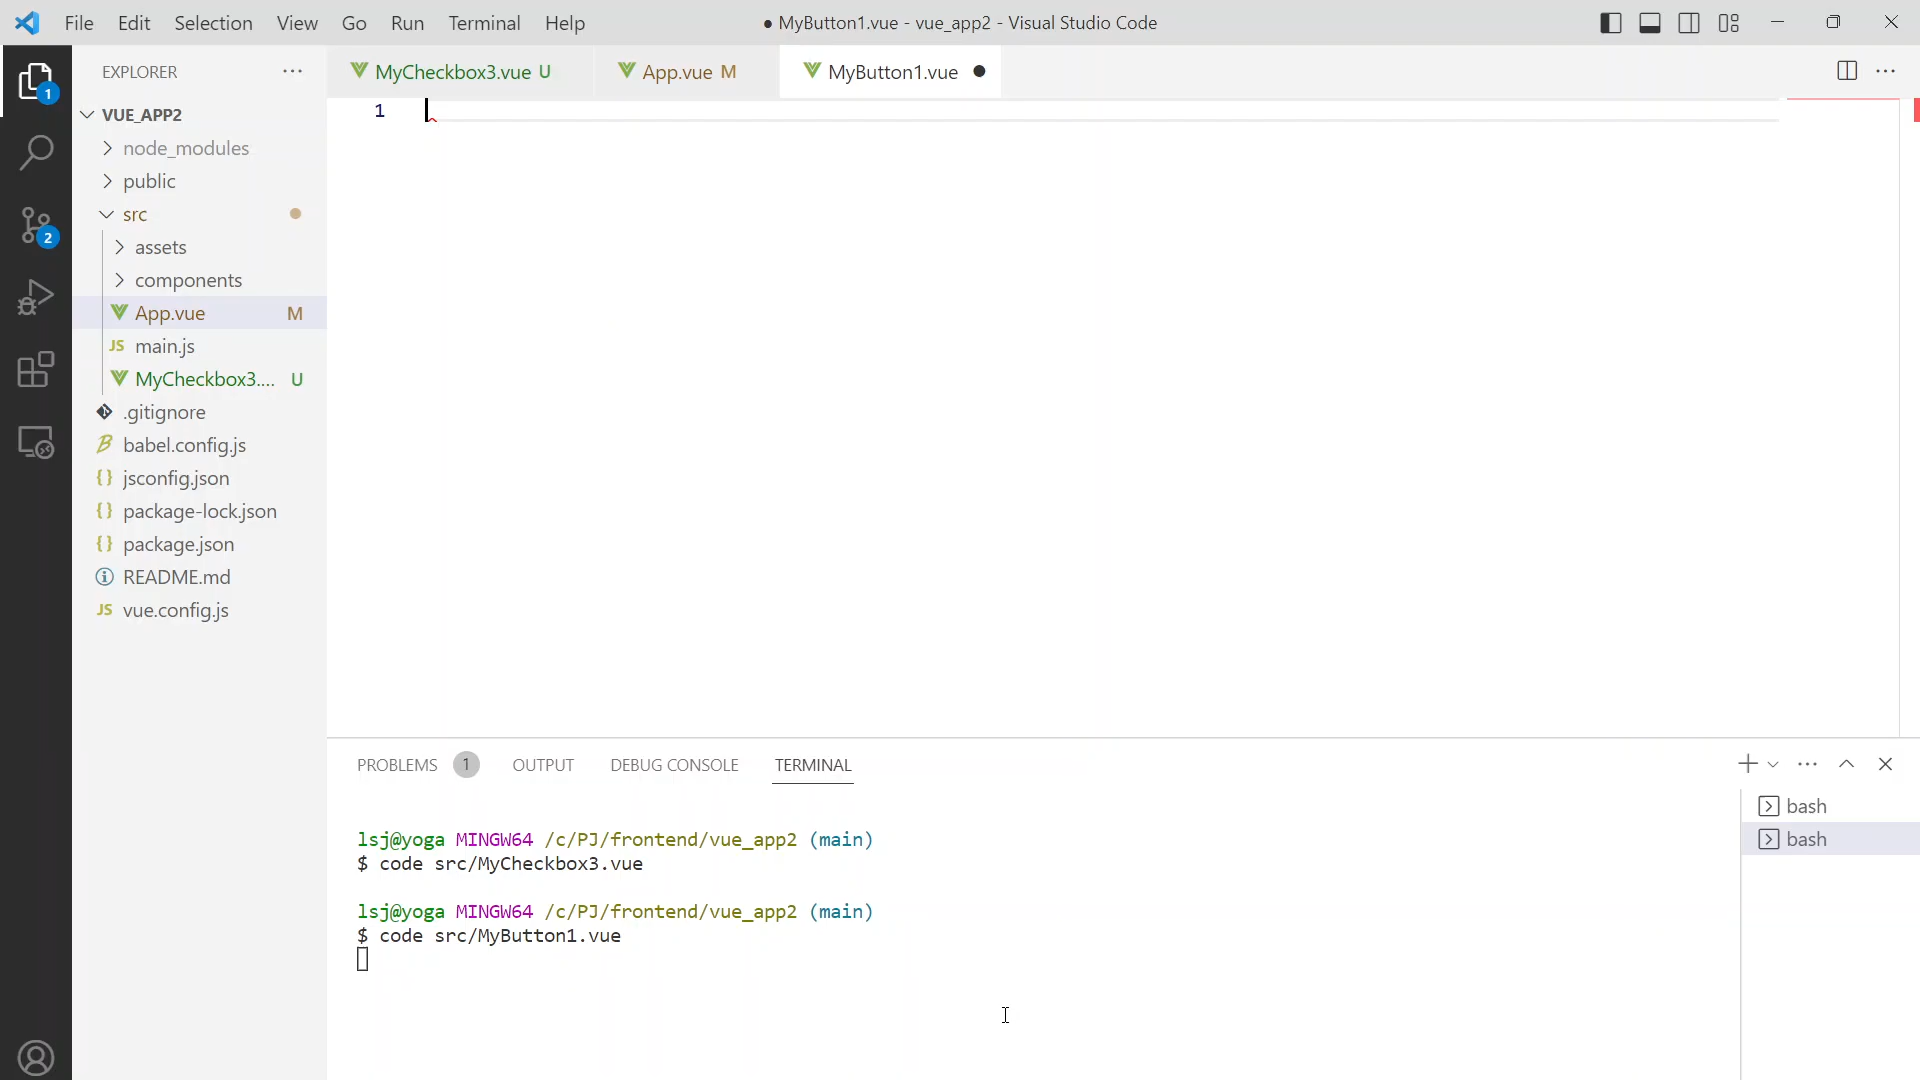 File Edit Selection View Go Run Terminal Help
● MyButton1.vue - vue_app2 - Visual Studio Code
EXPLORER
MyCheckbox3.vue U
App.vue M
MyButton1.vue
1
2
VUE_APP2
node_modules
public
src
assets
components
App.vue M
JS main.js
MyCheckbox3.... U
.gitignore
babel.config.js
{} jsconfig.json
{} package-lock.json
{} package.json
README.md
JS vue.config.js
1
PROBLEMS 1 OUTPUT DEBUG CONSOLE TERMINAL
lsj@yoga MINGW64 /c/PJ/frontend/vue_app2 (main)
$ code src/MyCheckbox3.vue
lsj@yoga MINGW64 /c/PJ/frontend/vue_app2 (main)
$ code src/MyButton1.vue
bash
bash